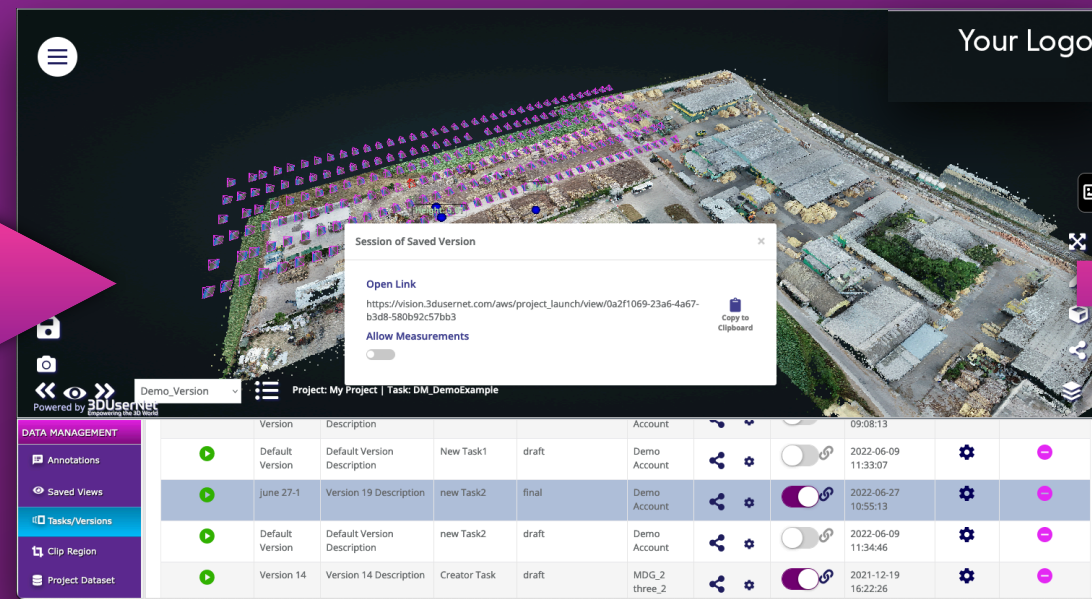 Your Logo
Height: 5
Session of Saved Version
×
Open Link
https://vision.3dusernet.com/aws/project_launch/view/0a2f1069-23a6-4a67-
b3d8-580b92c57bb3
Copy to
Clipboard
Allow Measurements
Demo_Version
Project: My Project | Task: DM_DemoExample
Powered by 3DUserNet
Empowering the 3D World
DATA MANAGEMENT
Annotations
Saved Views
Tasks/Versions
Clip Region
Project Dataset
Version Description Account 09:08:13
Default Default Version New Task1 draft Demo 2022-06-09
Version Description Account 11:33:07
june 27-1 Version 19 Description new Task2 final Demo 2022-06-27
Account 10:55:13
Default Default Version new Task2 draft Demo 2022-06-09
Version Description Account 11:34:46
Version 14 Version 14 Description Creator Task draft MDG_2 2021-12-19
three_2 16:22:26